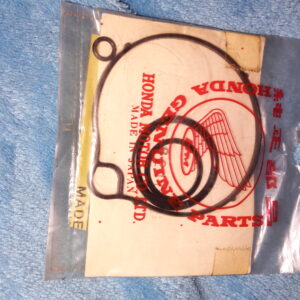 HONDA
GENUINE
PARTS
HONDA MOTOR CO., LTD.
MADE IN JAPAN
MADE